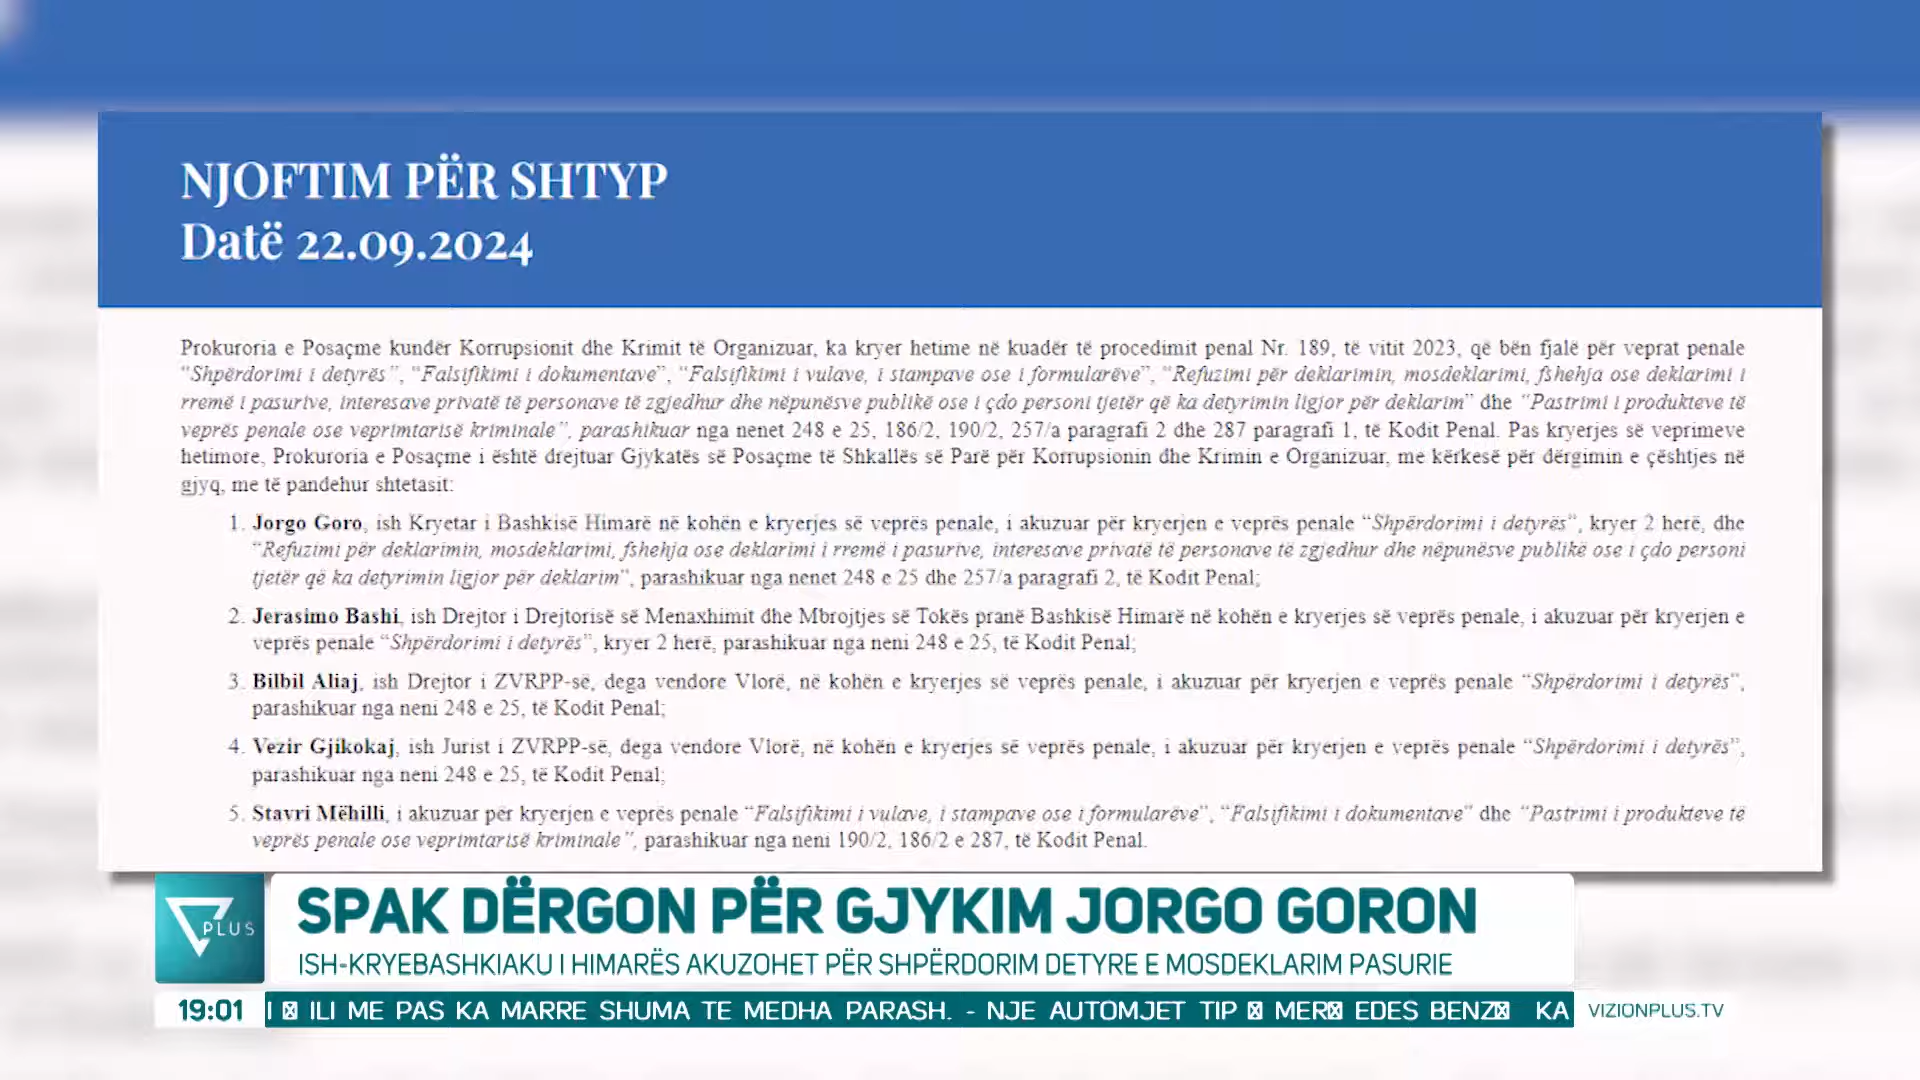 NJOFTIM PËR SHTYP
Datë 22.09.2024
Prokuroria e Posaçme kundër Korrupsionit dhe Krimit të Organizuar, ka kryer hetime në kuadër të procedimit penal Nr. 189, të vitit 2023, që bën fjalë për veprat penale
“Shpërdorimi i detyrës”, “Falsifikimi i dokumentave”, “Falsifikimi i vulave, i stampave ose i formularëve”, “Refuzimi për deklarimin, mosdeklarimi, fshehja ose deklarimi i
rremë i pasurive, interesave privatë të personave të zgjedhur dhe nëpunësve publikë ose i çdo personi tjetër që ka detyrimin ligjor për deklarim” dhe “Pastrimi i produkteve të
veprës penale ose veprimtarisë kriminale”, parashikuar nga nenet 248 e 25, 186/2, 190/2, 257/a paragrafi 2 dhe 287 paragrafi 1, të Kodit Penal. Pas kryerjes së veprimeve
hetimore, Prokuroria e Posaçme i është drejtuar Gjykatës së Posaçme të Shkallës së Parë për Korrupsionin dhe Krimin e Organizuar, me kërkesë për dërgimin e çështjes në
gjyq, me të pandehur shtetasit:
1. Jorgo Goro, ish Kryetar i Bashkisë Himarë në kohën e kryerjes së veprës penale, i akuzuar për kryerjen e veprës penale “Shpërdorimi i detyrës”, kryer 2 herë, dhe
“Refuzimi për deklarimin, mosdeklarimi, fshehja ose deklarimi i rremë i pasurive, interesave privatë të personave të zgjedhur dhe nëpunësve publikë ose i çdo personi
tjetër që ka detyrimin ligjor për deklarim”, parashikuar nga nenet 248 e 25 dhe 257/a paragrafi 2, të Kodit Penal;
2. Jerasimo Bashi, ish Drejtor i Drejtorisë së Menaxhimit dhe Mbrojtjes së Tokës pranë Bashkisë Himarë në kohën e kryerjes së veprës penale, i akuzuar për kryerjen e
veprës penale “Shpërdorimi i detyrës”, kryer 2 herë, parashikuar nga neni 248 e 25, të Kodit Penal;
3. Bilbil Aliaj, ish Drejtor i ZVRPP-së, dega vendore Vlorë, në kohën e kryerjes së veprës penale, i akuzuar për kryerjen e veprës penale “Shpërdorimi i detyrës”,
parashikuar nga neni 248 e 25, të Kodit Penal;
4. Vezir Gjikokaj, ish Jurist i ZVRPP-së, dega vendore Vlorë, në kohën e kryerjes së veprës penale, i akuzuar për kryerjen e veprës penale “Shpërdorimi i detyrës”,
parashikuar nga neni 248 e 25, të Kodit Penal;
5. Stavri Mëhilli, i akuzuar për kryerjen e veprës penale “Falsifikimi i vulave, i stampave ose i formularëve”, “Falsifikimi i dokumentave” dhe “Pastrimi i produkteve të
veprës penale ose veprimtarisë kriminale”, parashikuar nga neni 190/2, 186/2 e 287, të Kodit Penal.
PLUS
SPAK DËRGON PËR GJYKIM JORGO GORON
ISH-KRYEBASHKIAKU I HIMARËS AKUZOHET PËR SHPËRDORIM DETYRE E MOSDEKLARIM PASURIE
19:01 I ILI ME PAS KA MARRE SHUMA TE MEDHA PARASH. - NJE AUTOMJET TIP MER EDES BENZ KA VIZIONPLUS.TV